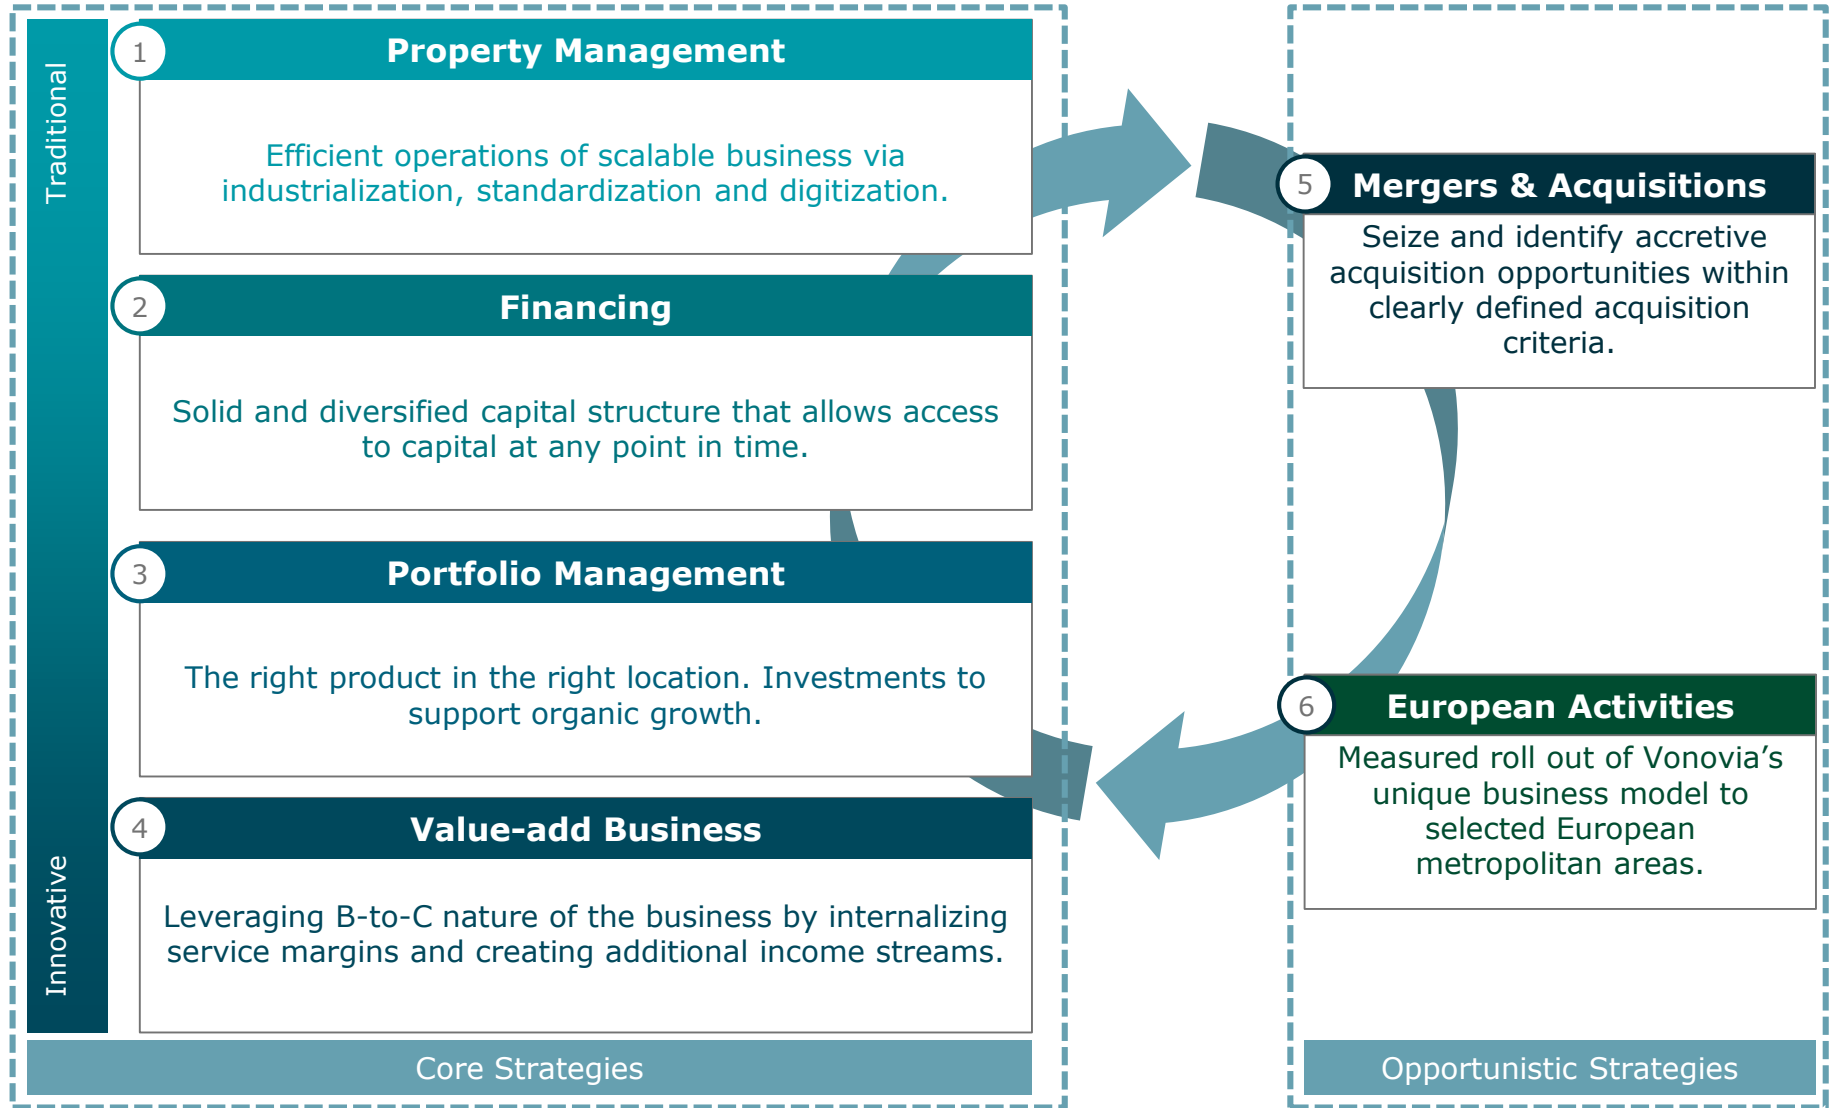 Traditional
Innovative
1
Property Management
Efficient operations of scalable business via
industrialization, standardization and digitization.
2
Financing
Solid and diversified capital structure that allows access
to capital at any point in time.
3
Portfolio Management
The right product in the right location. Investments to
support organic growth.
4
Value-add Business
Leveraging B-to-C nature of the business by internalizing
service margins and creating additional income streams.
Core Strategies
5
Mergers & Acquisitions
Seize and identify accretive
acquisition opportunities within
clearly defined acquisition
criteria.
6
European Activities
Measured roll out of Vonovia’s
unique business model to
selected European
metropolitan areas.
Opportunistic Strategies